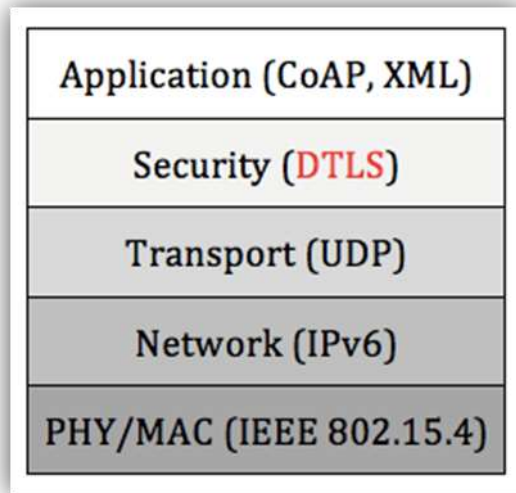 Application (CoAP, XML)
Security (DTLS)
Transport (UDP)
Network (IPv6)
PHY/MAC (IEEE 802.15.4)